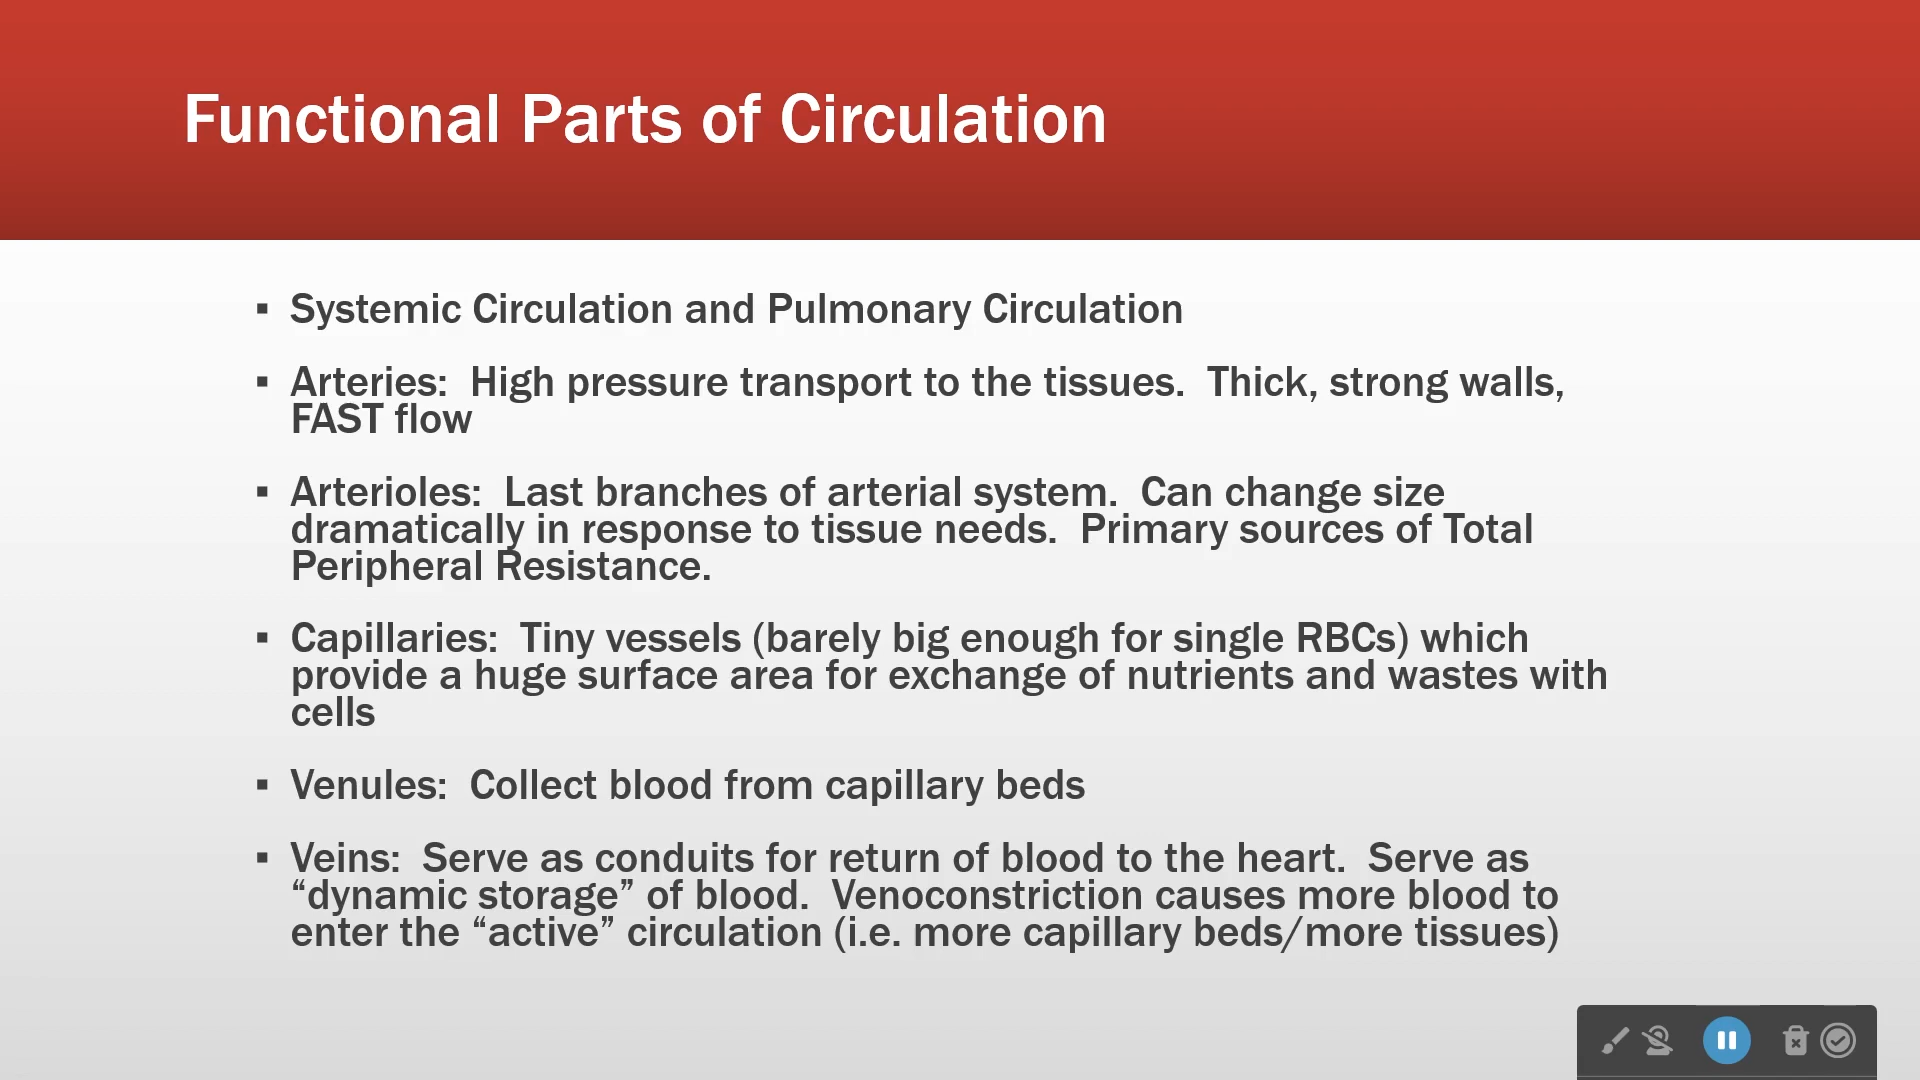 Functional Parts of Circulation
▪ Systemic Circulation and Pulmonary Circulation
▪ Arteries:  High pressure transport to the tissues.  Thick, strong walls,
FAST flow
▪ Arterioles:  Last branches of arterial system.  Can change size
dramatically in response to tissue needs.  Primary sources of Total
Peripheral Resistance.
▪ Capillaries:  Tiny vessels (barely big enough for single RBCs) which
provide a huge surface area for exchange of nutrients and wastes with
cells
▪ Venules:  Collect blood from capillary beds
▪ Veins:  Serve as conduits for return of blood to the heart.  Serve as
“dynamic storage” of blood.  Venoconstriction causes more blood to
enter the “active” circulation (i.e. more capillary beds/more tissues)